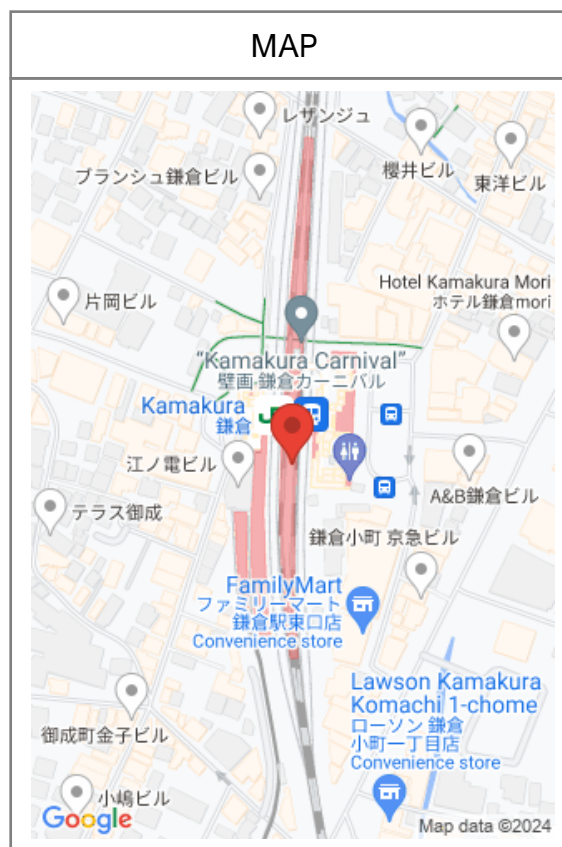 MAP
レザンジュ
ブランシュ鎌倉ビル
櫻井ビル
東洋ビル
片岡ビル
Hotel Kamakura Mori
ホテル鎌倉mori
“Kamakura Carnival”
壁画 鎌倉カーニバル
Kamakura
鎌倉
江ノ電ビル
A&B鎌倉ビル
テラス御成
鎌倉小町 京急ビル
FamilyMart
ファミリーマート
鎌倉駅東口店
Convenience store
Lawson Kamakura
Komachi 1-chome
ローソン 鎌倉
小町一丁目店
Convenience store
御成町金子ビル
小嶋ビル
Google
Map data ©2024